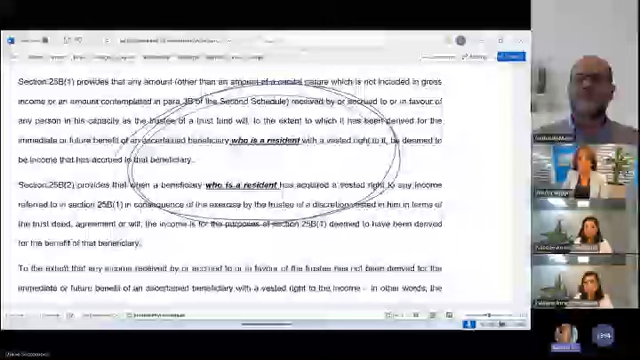 Section 25B(1) provides that any amount (other than an amount of a capital nature which is not included in gross
income or an amount contemplated in para 3B of the Second Schedule) received by or accrued to or in favour of
any person in his capacity as the trustee of a trust fund will, to the extent to which it has been derived for the
immediate or future benefit of an ascertained beneficiary who is a resident with a vested right to it, be deemed to
be income that has accrued to that beneficiary.
Section 25B(2) provides that when a beneficiary who is a resident has acquired a vested right to any income
referred to in section 25B(1) in consequence of the exercise by the trustee of a discretion vested in him in terms of
the trust deed, agreement or will, the income is for the purposes of section 25B(1) deemed to have been derived
for the benefit of that beneficiary.
To the extent that any income received by or accrued to or in favour of the trustee has not been derived for the
immediate or future benefit of an ascertained beneficiary with a vested right to the income – in other words, the